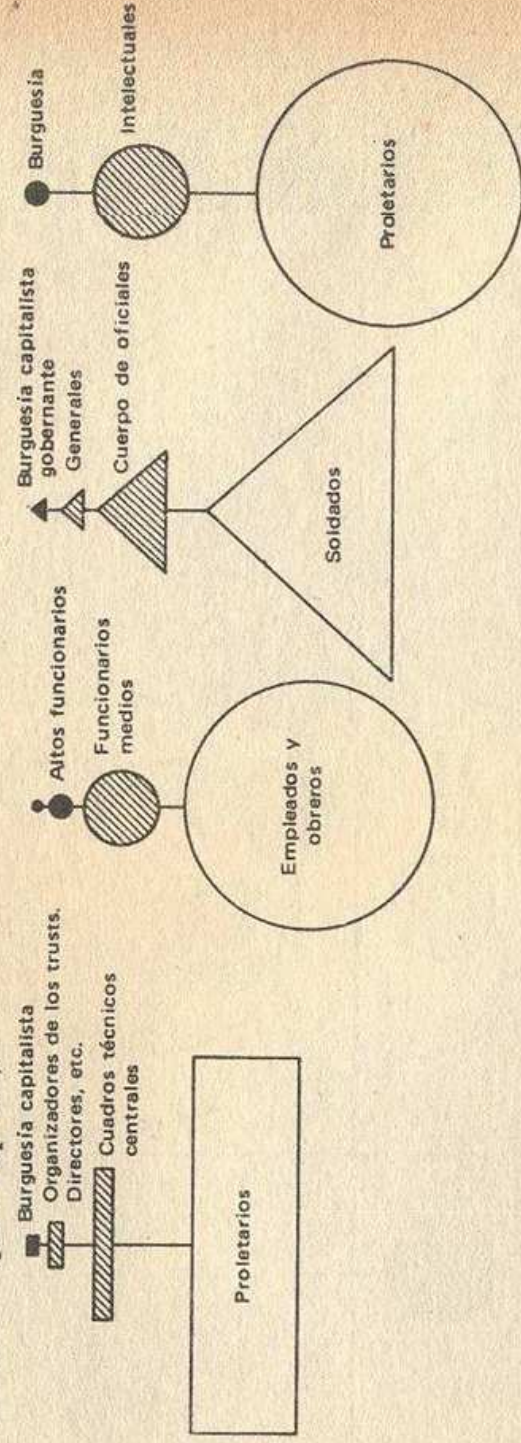 Burguesía capitalista
Organizadores de los trusts.
Directores, etc.
Cuadros técnicos
centrales
Proletarios
Altos funcionarios
Funcionarios
medios
Empleados y
obreros
Burguesía capitalista
gobernante
Generales
Cuerpo de oficiales
Soldados
Burguesía
Intelectuales
Proletarios